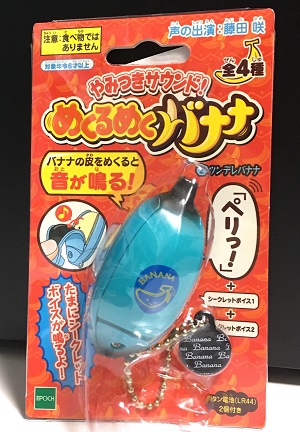 注意:食べ物では
ありません
声の出演:藤田 咲
対象年令6才以上
全4種
やみつきサウンド!
めくるめくバナナ
バナナの皮をめくると
音が鳴る!
ツンデレバナナ
「ペリっ!」
+
シークレットボイス1
+
クレットボイス2
BANANA
たまにシークレット
ボイスが鳴るよー!
Banana
Banana Banana
Banana
EPOCH
タン電池(LR44)
2個付き